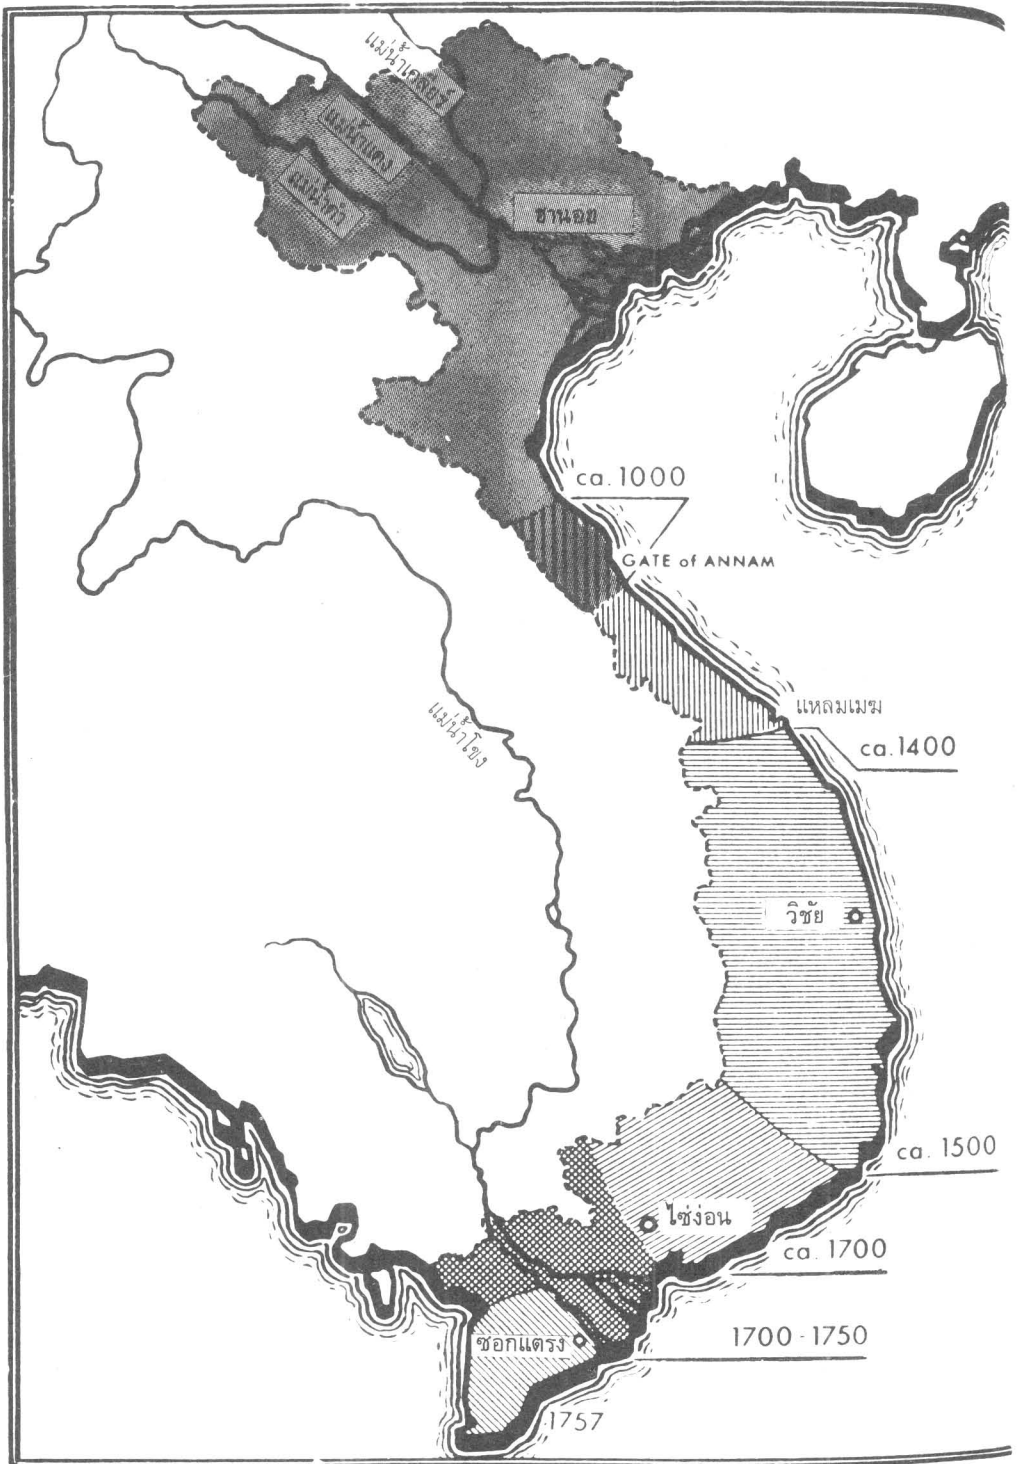 แม่น้ำเคลียร์
แม่น้ำแดง
แม่น้ำดำ
ฮานอย
ca. 1000
GATE of ANNAM
แหลมเมฆ
ca. 1400
แม่น้ำโขง
วิชัย
ca. 1500
ไซ่ง่อน
ca. 1700
1700 - 1750
ซอกแตรง
1757